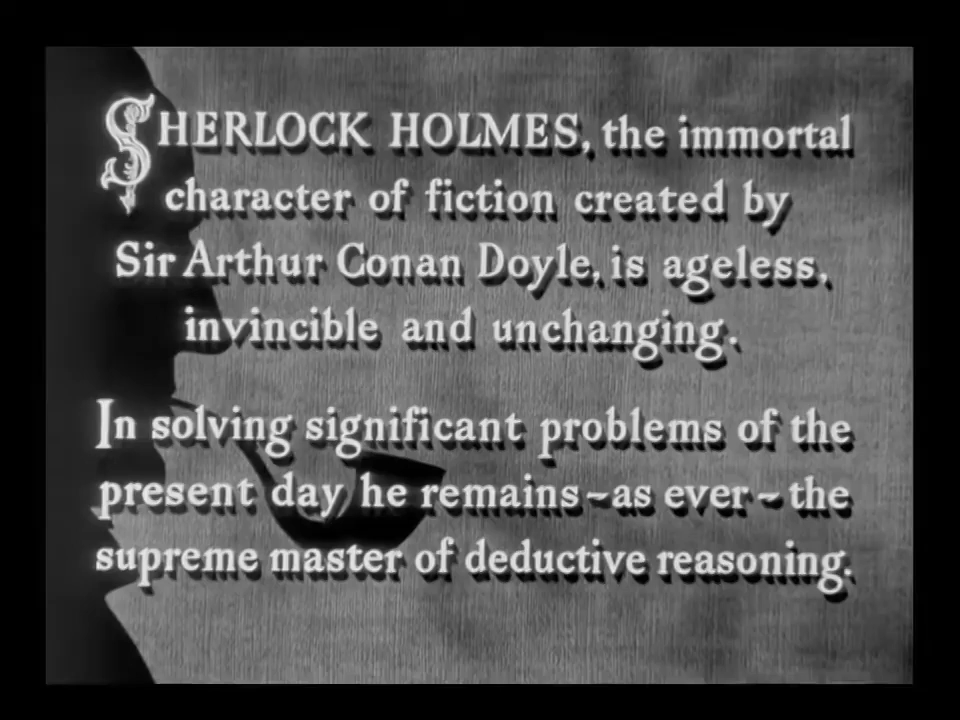 SHERLOCK HOLMES, the immortal
character of fiction created by
Sir Arthur Conan Doyle, is ageless,
invincible and unchanging.
In solving significant problems of the
present day he remains ~ as ever ~ the
supreme master of deductive reasoning.